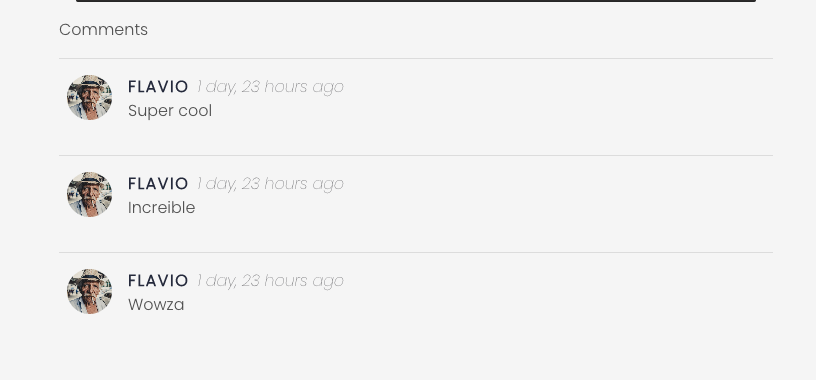 Comments
FLAVIO 1 day, 23 hours ago
Super cool
FLAVIO 1 day, 23 hours ago
Increible
FLAVIO 1 day, 23 hours ago
Wowza